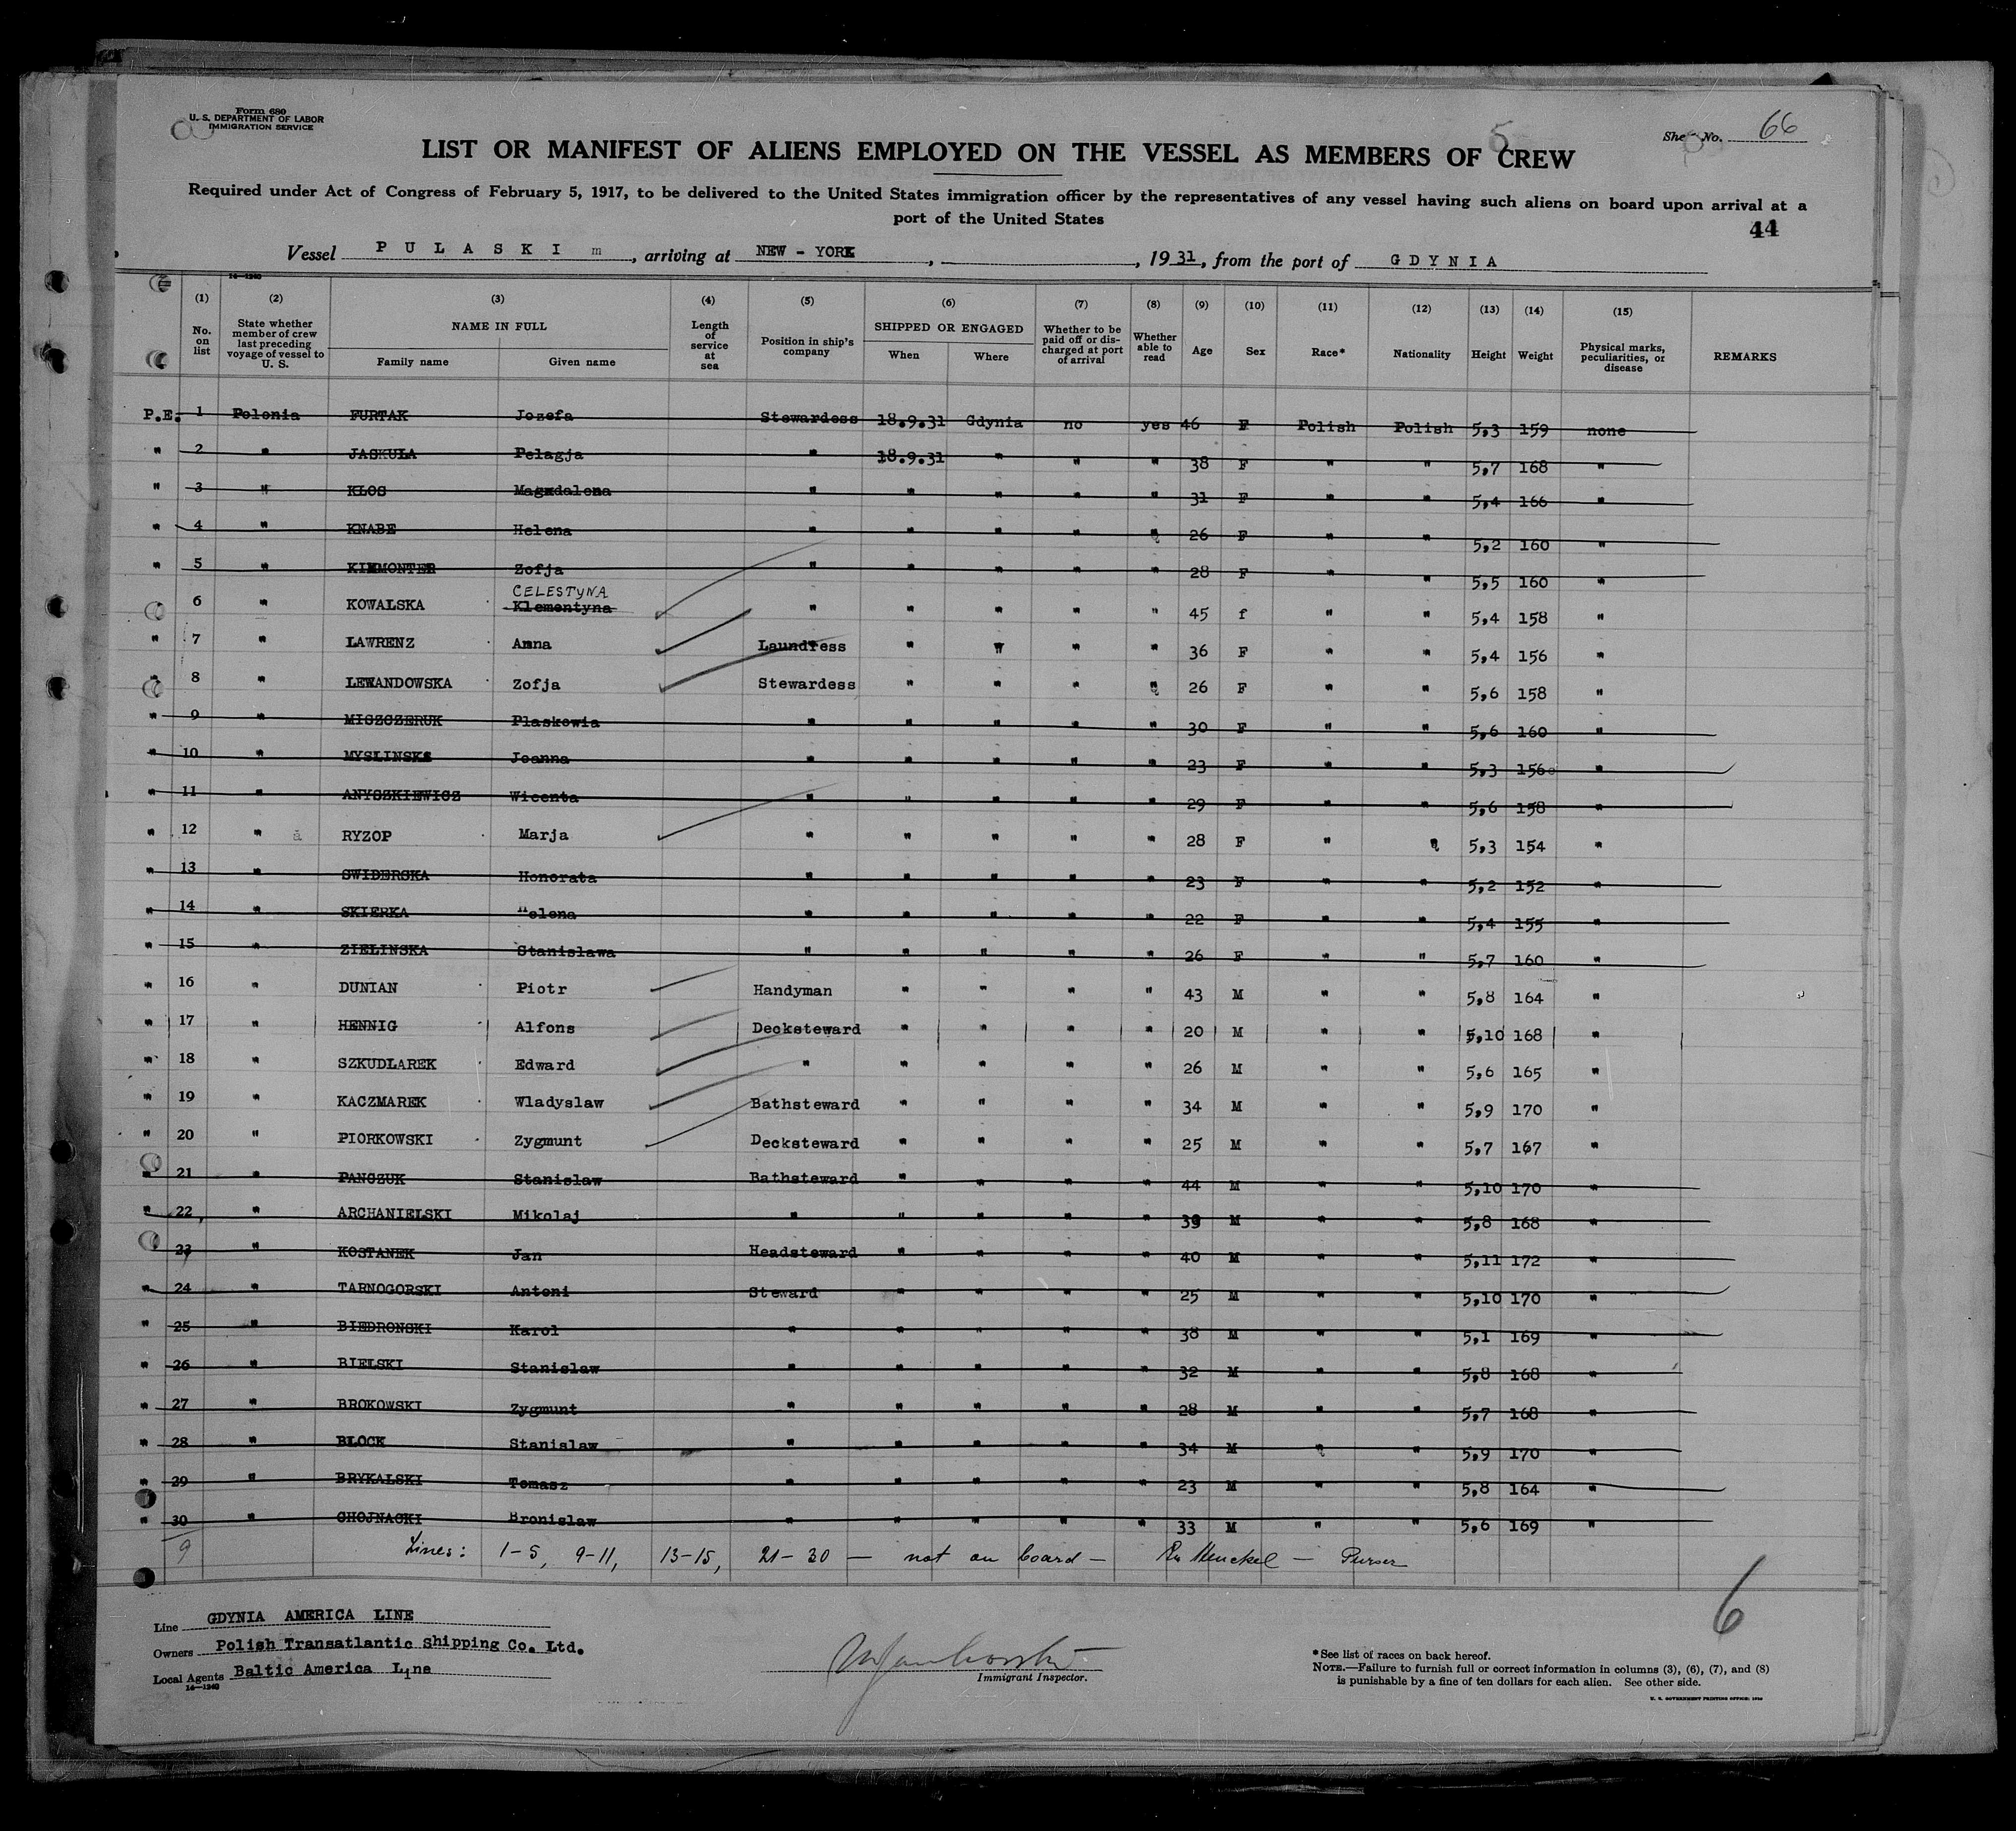 Form 680
U. S. DEPARTMENT OF LABOR
IMMIGRATION SERVICE
Sheet No. 66
5
LIST OR MANIFEST OF ALIENS EMPLOYED ON THE VESSEL AS MEMBERS OF CREW
Required under Act of Congress of February 5, 1917, to be delivered to the United States immigration officer by the representatives of any vessel having such aliens on board upon arrival at a
port of the United States
44
Vessel PULASKI m, arriving at NEW - YORK, , 1931, from the port of GDYNIA
14—1240
(1) (2) (3) (4) (5) (6) (7) (8) (9) (10) (11) (12) (13) (14) (15)
No. on list State whether member of crew last preceding voyage of vessel to U. S. NAME IN FULL Family name Given name Length of service at sea Position in ship's company SHIPPED OR ENGAGED When Where Whether to be paid off or discharged at port of arrival Whether able to read Age Sex Race* Nationality Height Weight Physical marks, peculiarities, or disease REMARKS
P.E. 1 Polonia FURTAK Jozefa Stewardess 18.9.31 Gdynia no yes 46 F Polish Polish 5,3 159 none
" 2 " JASKULA Pelagja " 18.9.31 " " " 38 F " " 5,7 168 "
" 3 " KLOS Magmdalena " " " " " 31 F " " 5,4 166 "
" 4 " KNABE Helena " " " " " 26 F " " 5,2 160 "
" 5 " KIMMONTER Zofja " " " " " 28 F " " 5,5 160 "
CELESTYNA
6 " KOWALSKA Klementyna " " " " " 45 f " " 5,4 158 "
" 7 " LAWRENZ Anna Laundress " " " " 36 F " " 5,4 156 "
" 8 " LEWANDOWSKA Zofja Stewardess " " " " 26 F " " 5,6 158 "
" 9 " MISZCZERUK Plaskowia " " " " " 30 F " " 5,6 160 "
" 10 " MYSLINSKA Joanna " " " " " 23 F " " 5,3 156 "
" 11 " ANYSZKIEWICZ Wicenta " " " " " 29 F " " 5,6 158 "
" 12 " RYZOP Marja " " " " " 28 F " " 5,3 154 "
" 13 " SWIDERSKA Honorata " " " " " 23 F " " 5,2 152 "
" 14 " SKIERKA Helena " " " " " 22 F " " 5,4 155 "
" 15 " ZIELINSKA Stanislawa " " " " " 26 F " " 5,7 160 "
" 16 " DUNIAN Piotr Handyman " " " " 43 M " " 5,8 164 "
" 17 " HENNIG Alfons Decksteward " " " " 20 M " " 5,10 168 "
" 18 " SZKUDLAREK Edward " " " " " 26 M " " 5,6 165 "
" 19 " KACZMAREK Wladyslaw Bathsteward " " " " 34 M " " 5,9 170 "
" 20 " PIORKOWSKI Zygmunt Decksteward " " " " 25 M " " 5,7 167 "
" 21 " PANCZUK Stanislaw Bathsteward " " " " 44 M " " 5,10 170 "
" 22 " ARCHANIELSKI Mikolaj " " " " " 39 M " " 5,8 168 "
23 " KOSTANEK Jan Headsteward " " " " 40 M " " 5,11 172 "
" 24 " TARNOGORSKI Antoni Steward " " " " 25 M " " 5,10 170 "
" 25 " BIEDRONSKI Karol " " " " " 38 M " " 5,1 169 "
" 26 " BIELSKI Stanislaw " " " " " 32 M " " 5,8 168 "
" 27 " BROKOWSKI Zygmunt " " " " " 28 M " " 5,7 168 "
" 28 " BLOCK Stanislaw " " " " " 34 M " " 5,9 170 "
" 29 " BRYKALSKI Tomasz " " " " " 23 M " " 5,8 164 "
" 30 " CHOJNACKI Bronislaw " " " " " 33 M " " 5,6 169 "
9 Lines: 1-5, 9-11, 13-15, 21-30 — not on board — Henckel — Purser
6
Line GDYNIA AMERICA LINE
Owners Polish Transatlantic Shipping Co. Ltd.
Local Agents Baltic America Line
14—1240
Immigrant Inspector.
*See list of races on back hereof.
NOTE.—Failure to furnish full or correct information in columns (3), (6), (7), and (8)
is punishable by a fine of ten dollars for each alien. See other side.
U. S. GOVERNMENT PRINTING OFFICE: 1930